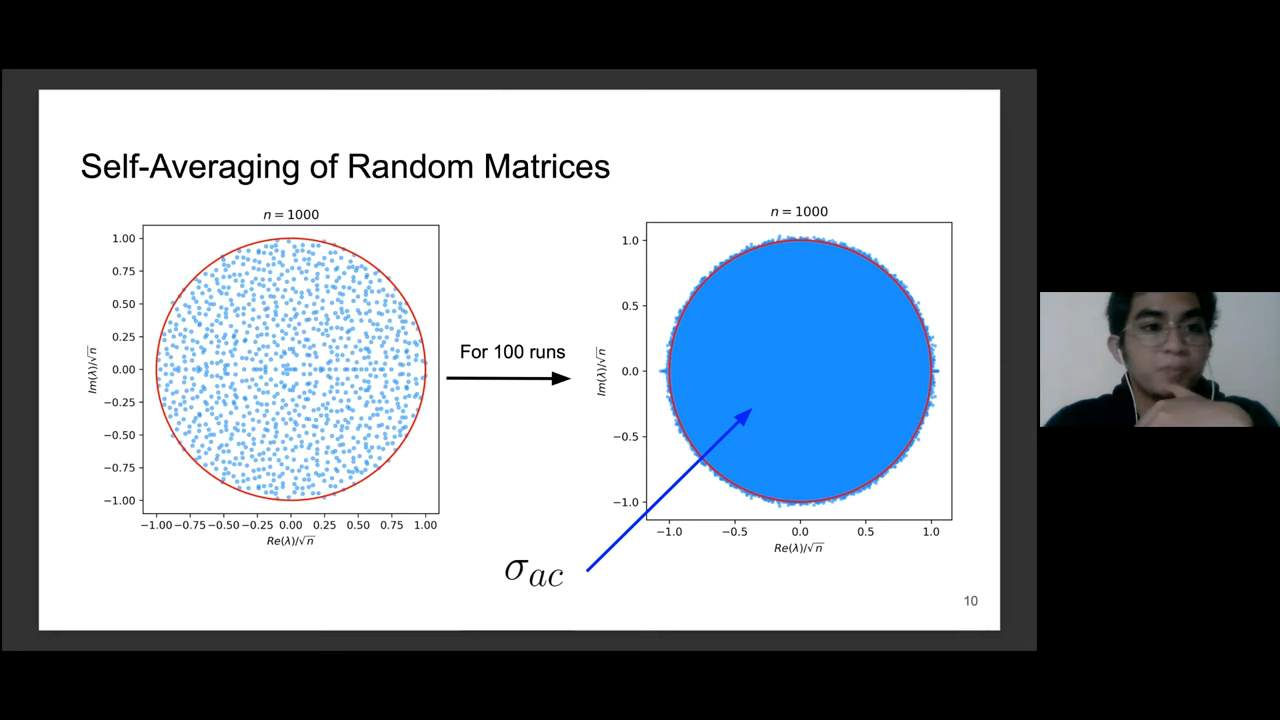 Self-Averaging of Random Matrices
n = 1000
1.00
0.75
0.50
0.25
0.00
−0.25
−0.50
−0.75
−1.00
Im(λ)/√n
−1.00 −0.75 −0.50 −0.25 0.00 0.25 0.50 0.75 1.00
Re(λ)/√n
For 100 runs
n = 1000
1.0
0.5
0.0
−0.5
−1.0
Im(λ)/√n
−1.0 −0.5 0.0 0.5 1.0
Re(λ)/√n
σac
10